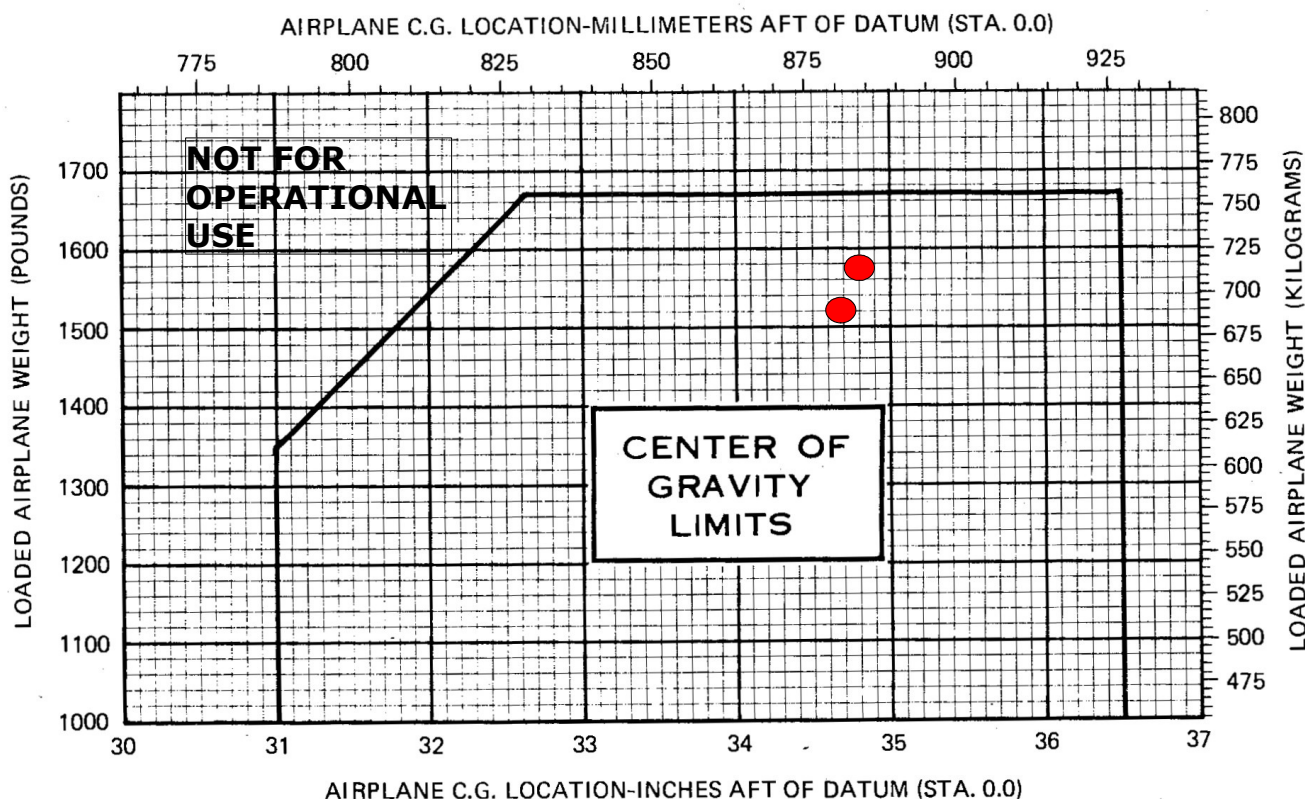 AIRPLANE C.G. LOCATION-MILLIMETERS AFT OF DATUM (STA. 0.0)
775 800 825 850 875 900 925
NOT FOR
OPERATIONAL
USE
LOADED AIRPLANE WEIGHT (POUNDS)
1700
1600
1500
1400
1300
1200
1100
1000
CENTER OF
GRAVITY
LIMITS
800
775
750
725
700
675
650
625
600
575
550
525
500
475
LOADED AIRPLANE WEIGHT (KILOGRAMS)
30 31 32 33 34 35 36 37
AIRPLANE C.G. LOCATION-INCHES AFT OF DATUM (STA. 0.0)